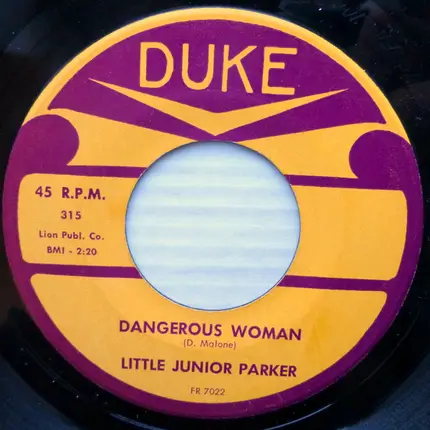 DUKE
45 R.P.M.
315
Lion Publ. Co.
BMI - 2:20
DANGEROUS WOMAN
(D. Malone)
LITTLE JUNIOR PARKER
FR 7022